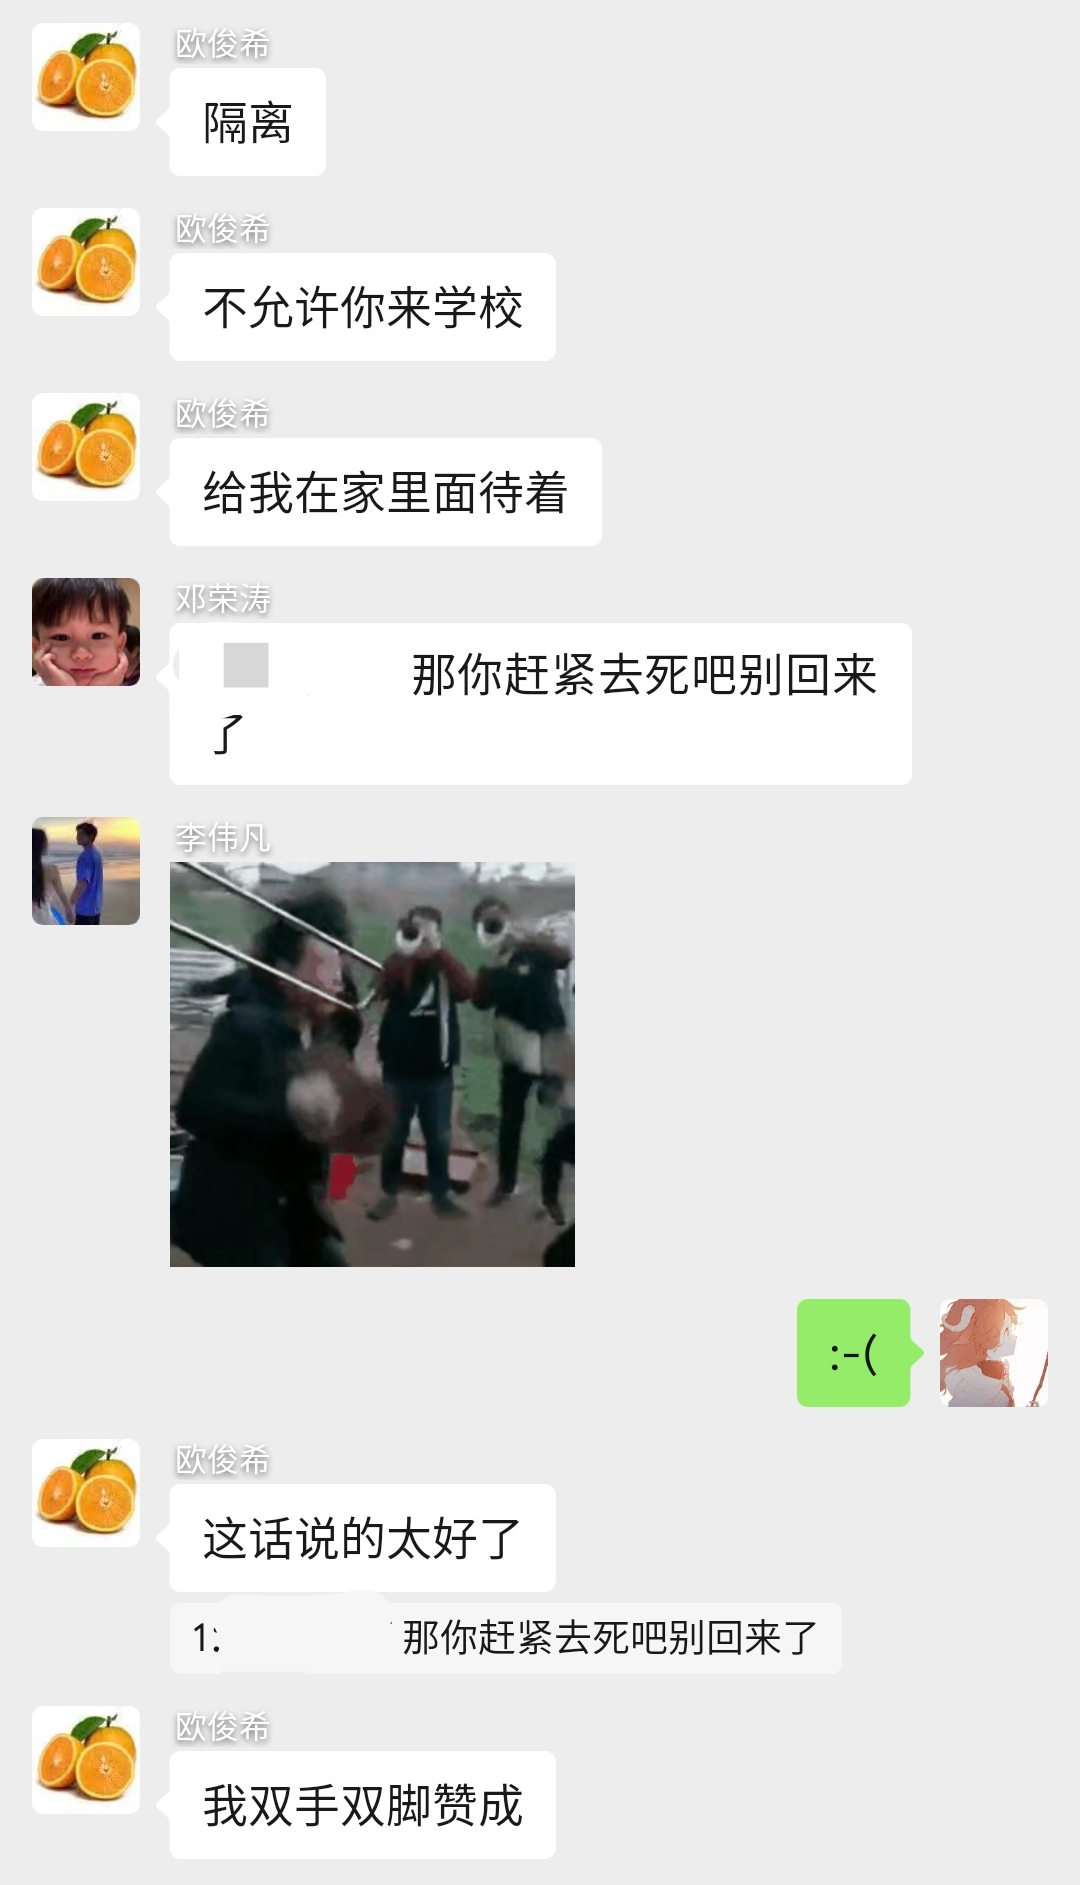 欧俊希
隔离
欧俊希
不允许你来学校
欧俊希
给我在家里面待着
邓荣涛
那你赶紧去死吧别回来
了
李伟凡
:-(
欧俊希
这话说的太好了
1: 那你赶紧去死吧别回来了
欧俊希
我双手双脚赞成